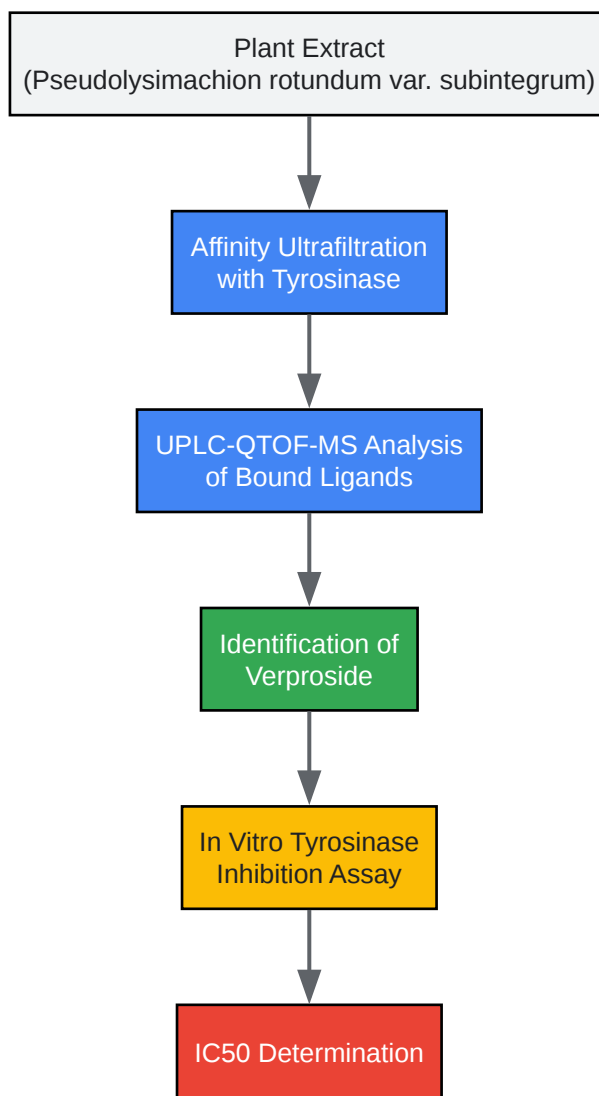 Plant Extract
(Pseudolysimachion rotundum var. subintegrum)
Affinity Ultrafiltration
with Tyrosinase
UPLC-QTOF-MS Analysis
of Bound Ligands
Identification of
Verproside
In Vitro Tyrosinase
Inhibition Assay
IC50 Determination